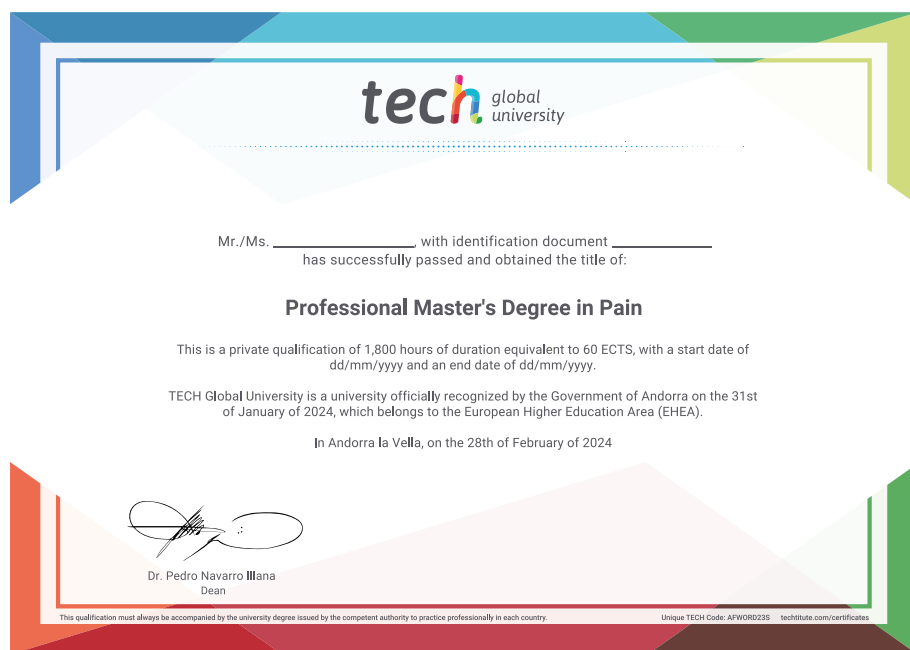 tech global
university
Mr./Ms. ____________, with identification document ____________
has successfully passed and obtained the title of:
Professional Master's Degree in Pain
This is a private qualification of 1,800 hours of duration equivalent to 60 ECTS, with a start date of
dd/mm/yyyy and an end date of dd/mm/yyyy.
TECH Global University is a university officially recognized by the Government of Andorra on the 31st
of January of 2024, which belongs to the European Higher Education Area (EHEA).
In Andorra la Vella, on the 28th of February of 2024
Dr. Pedro Navarro Illana
Dean
This qualification must always be accompanied by the university degree issued by the competent authority to practice professionally in each country.
Unique TECH Code: AFWORD23S techtitute.com/certificates